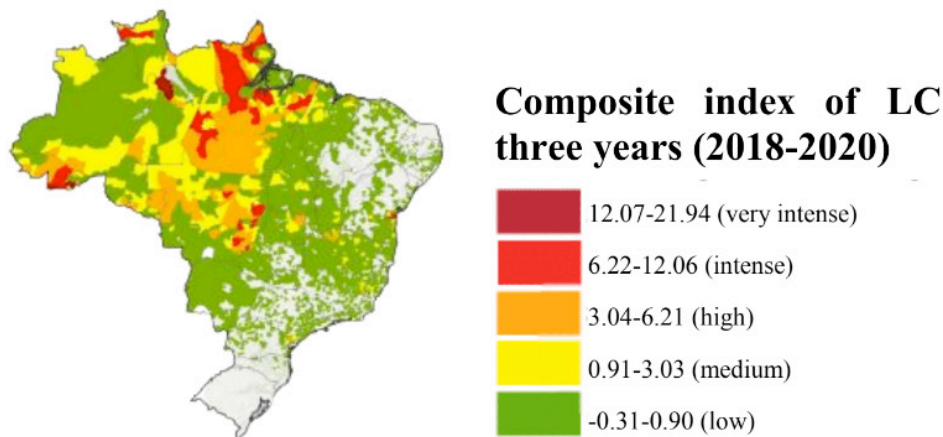 Composite index of LC
three years (2018-2020)
12.07-21.94 (very intense)
6.22-12.06 (intense)
3.04-6.21 (high)
0.91-3.03 (medium)
-0.31-0.90 (low)